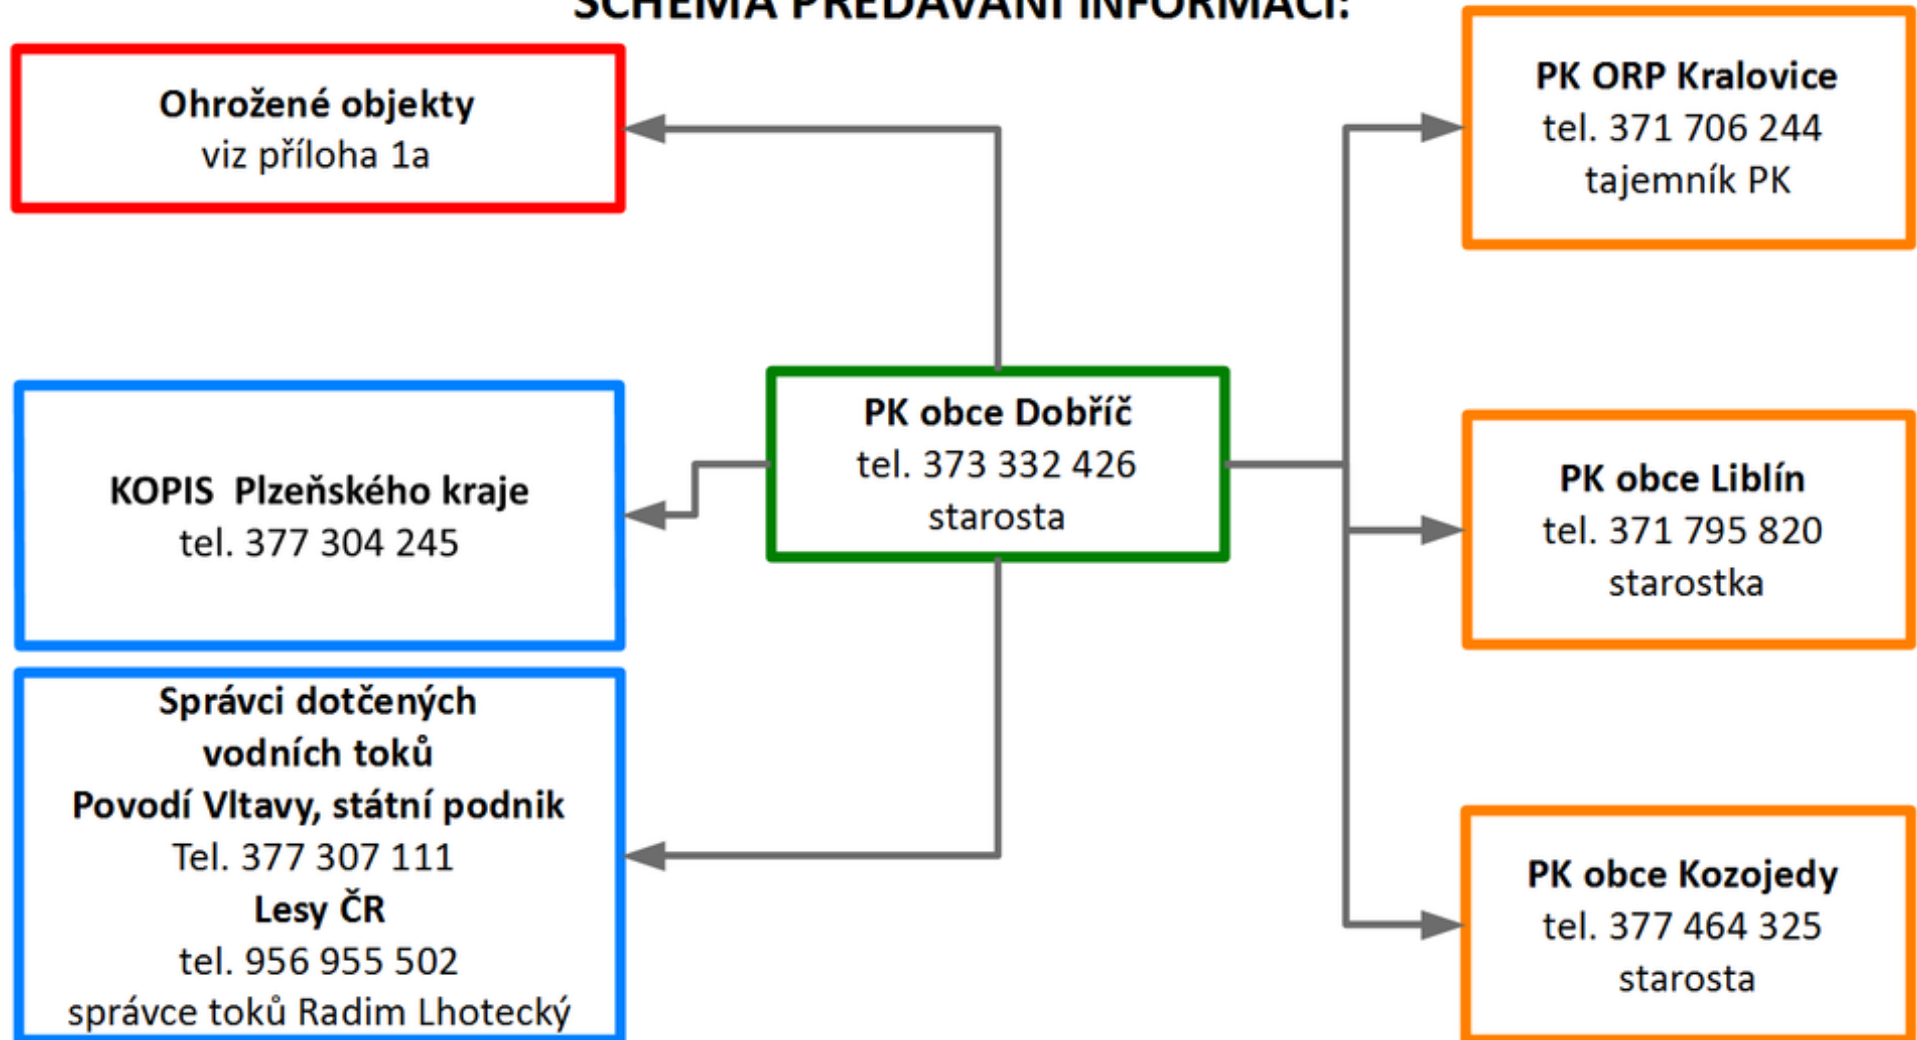 SCHÉMA PŘEDÁVÁNÍ INFORMACÍ:
Ohrožené objekty
viz příloha 1a
KOPIS Plzeňského kraje
tel. 377 304 245
Správci dotčených
vodních toků
Povodí Vltavy, státní podnik
Tel. 377 307 111
Lesy ČR
tel. 956 955 502
správce toků Radim Lhotecký
PK obce Dobříč
tel. 373 332 426
starosta
PK ORP Kralovice
tel. 371 706 244
tajemník PK
PK obce Liblín
tel. 371 795 820
starostka
PK obce Kozojedy
tel. 377 464 325
starosta